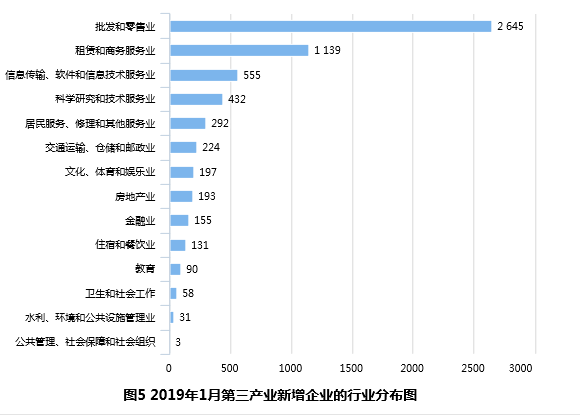 批发和零售业 2 645
租赁和商务服务业 1 139
信息传输、软件和信息技术服务业 555
科学研究和技术服务业 432
居民服务、修理和其他服务业 292
交通运输、仓储和邮政业 224
文化、体育和娱乐业 197
房地产业 193
金融业 155
住宿和餐饮业 131
教育 90
卫生和社会工作 58
水利、环境和公共设施管理业 31
公共管理、社会保障和社会组织 3
0 500 1000 1500 2000 2500 3000
图5 2019年1月第三产业新增企业的行业分布图